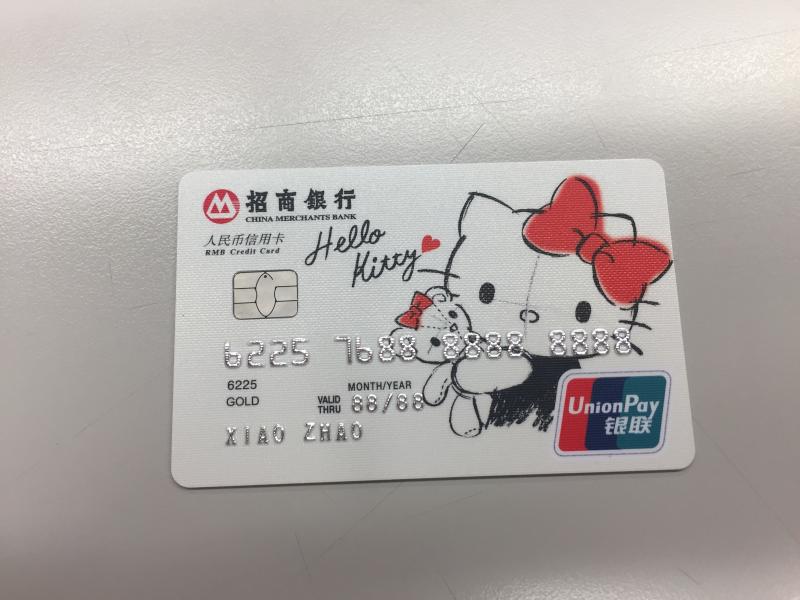 招商银行
CHINA MERCHANTS BANK
人民币信用卡
RMB Credit Card
Hello
Kitty
6225 7688 8888 8888
6225
GOLD
MONTH/YEAR
VALID
THRU 88/88
XIAO ZHAO
UnionPay
银联